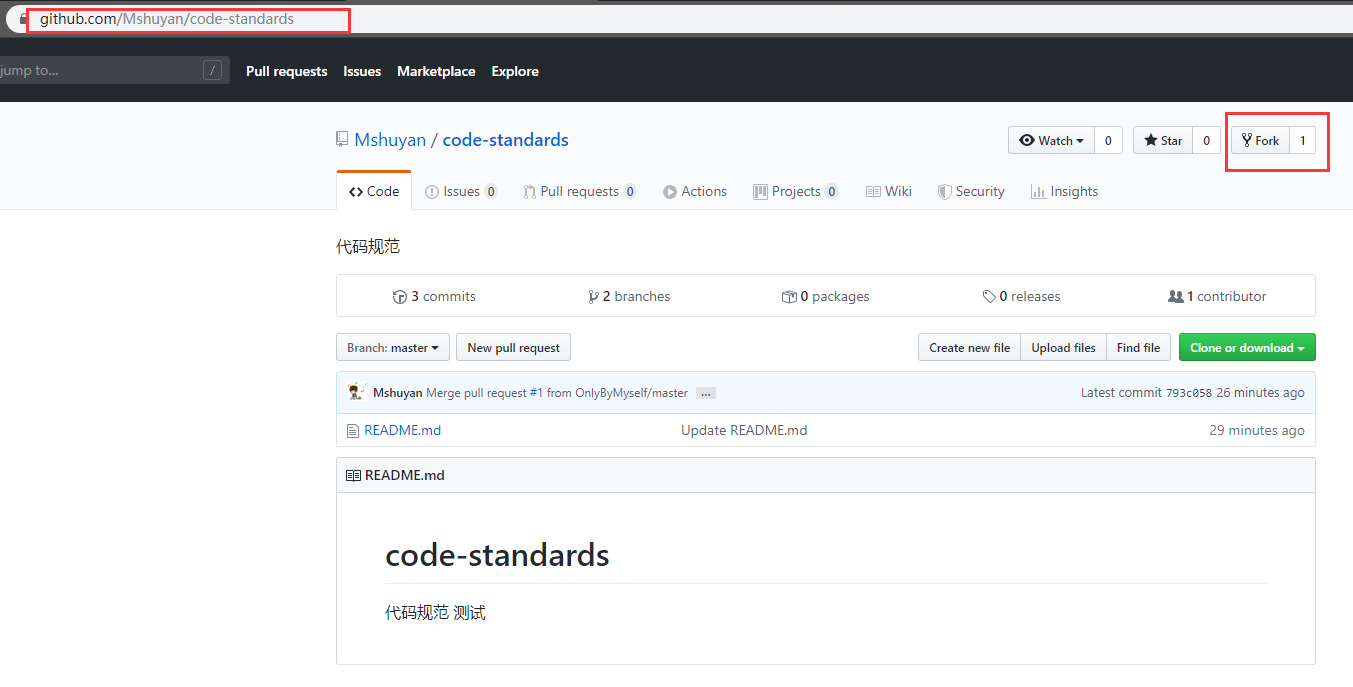 github.com/Mshuyan/code-standards
jump to... /
Pull requests Issues Marketplace Explore
Mshuyan / code-standards
Watch 0 Star 0 Fork 1
Code Issues 0 Pull requests 0 Actions Projects 0 Wiki Security Insights
代码规范
3 commits 2 branches 0 packages 0 releases 1 contributor
Branch: master New pull request Create new file Upload files Find file Clone or download
Mshuyan Merge pull request #1 from OnlyByMyself/master ... Latest commit 793c058 26 minutes ago
README.md Update README.md 29 minutes ago
README.md
code-standards
代码规范 测试